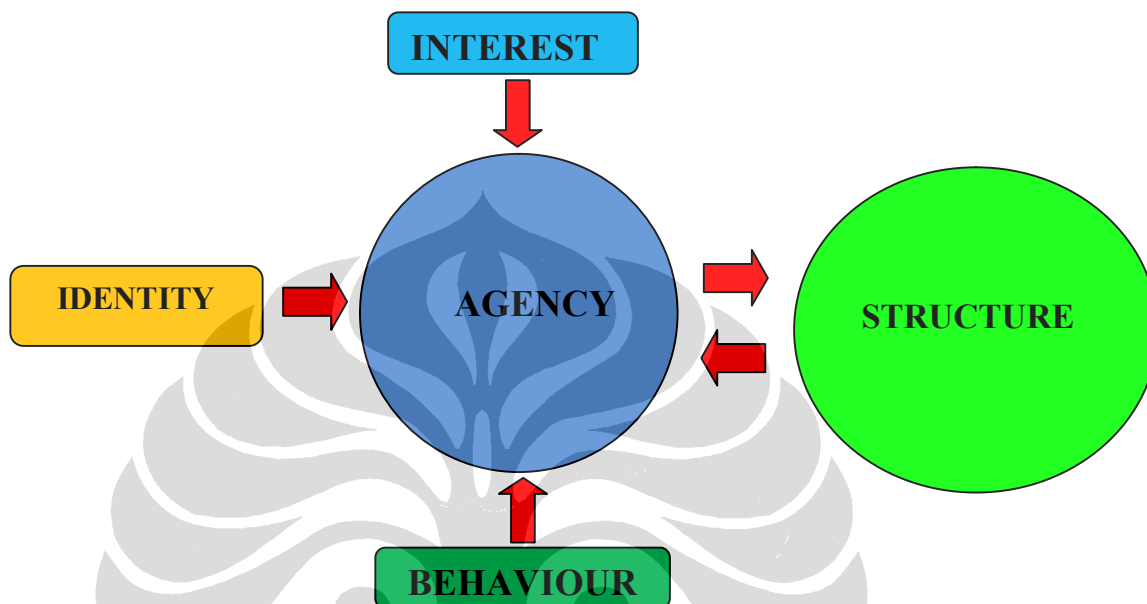 INTEREST
IDENTITY
AGENCY
STRUCTURE
BEHAVIOUR